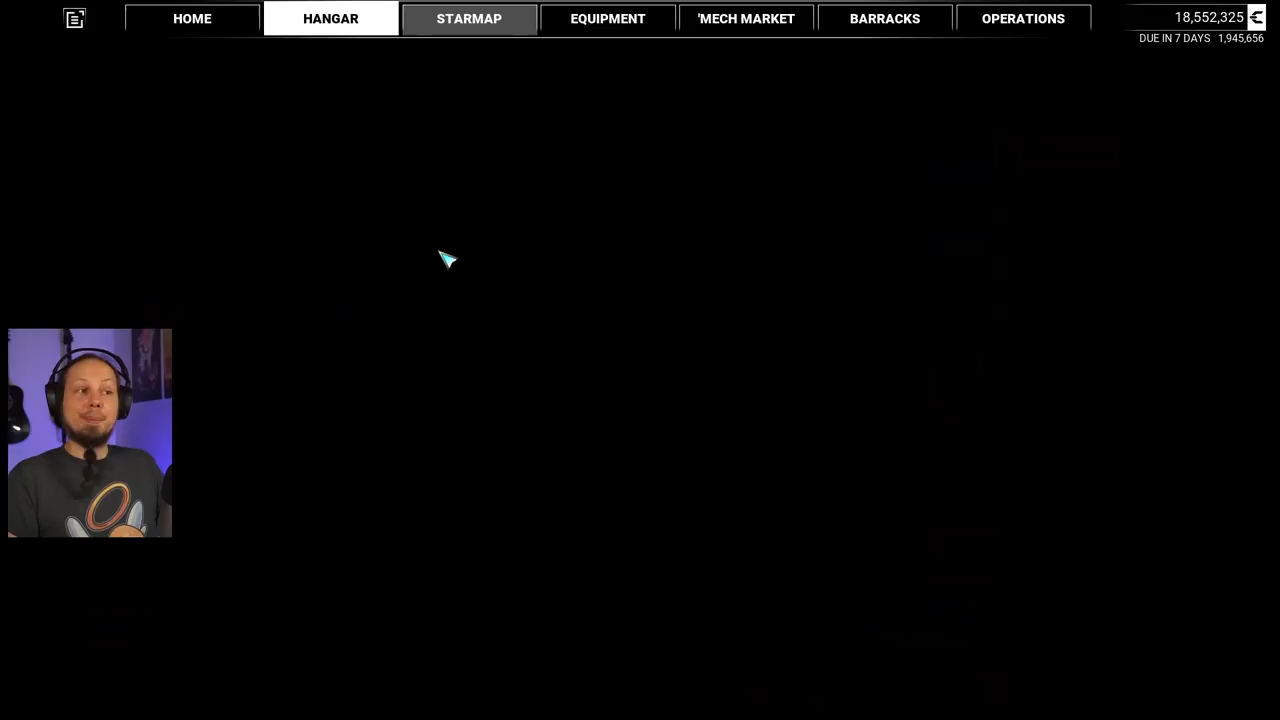 HOME
HANGAR
STARMAP
EQUIPMENT
'MECH MARKET
BARRACKS
OPERATIONS
18,552,325
DUE IN 7 DAYS 1,945,656